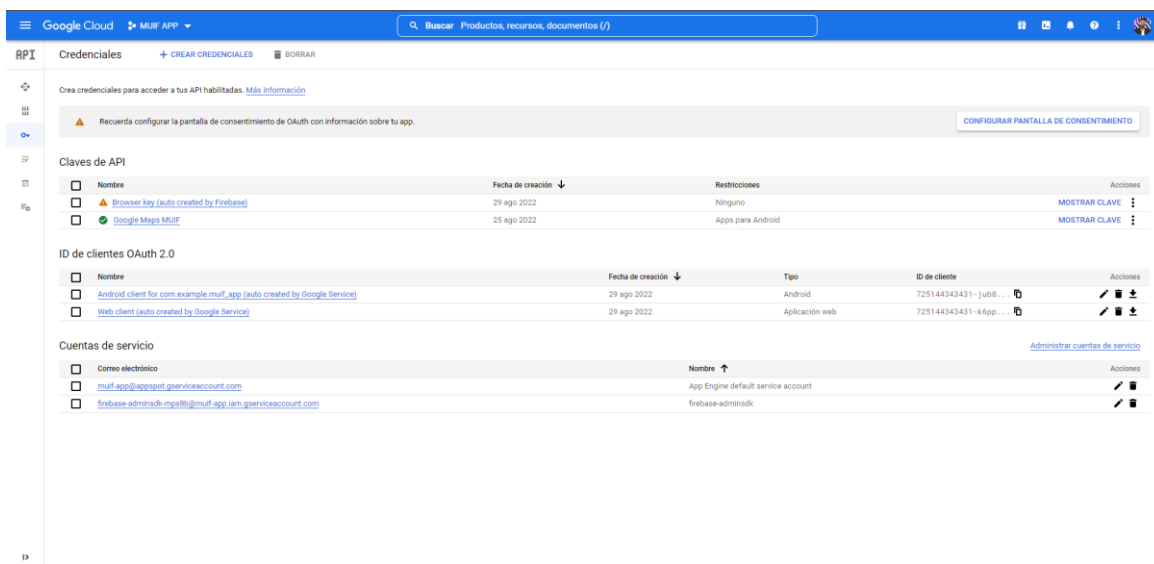 Google Cloud MUIF APP Buscar Productos, recursos, documentos (/)
API Credenciales + CREAR CREDENCIALES BORRAR
Crea credenciales para acceder a tus API habilitadas. Más información
Recuerda configurar la pantalla de consentimiento de OAuth con información sobre tu app. CONFIGURAR PANTALLA DE CONSENTIMIENTO
Claves de API
Nombre Fecha de creación Restricciones Acciones
Browser key (auto created by Firebase) 29 ago 2022 Ninguno MOSTRAR CLAVE
Google Maps MUIF 25 ago 2022 Apps para Android MOSTRAR CLAVE
ID de clientes OAuth 2.0
Nombre Fecha de creación Tipo ID de cliente Acciones
Android client for com.example.muif_app (auto created by Google Service) 29 ago 2022 Android 725144343431-jub8...
Web client (auto created by Google Service) 29 ago 2022 Aplicación web 725144343431-k6pp...
Cuentas de servicio Administrar cuentas de servicio
Correo electrónico Nombre Acciones
muif-app@appspot.gserviceaccount.com App Engine default service account
firebase-adminsdk-mps8b@muif-app.iam.gserviceaccount.com firebase-adminsdk